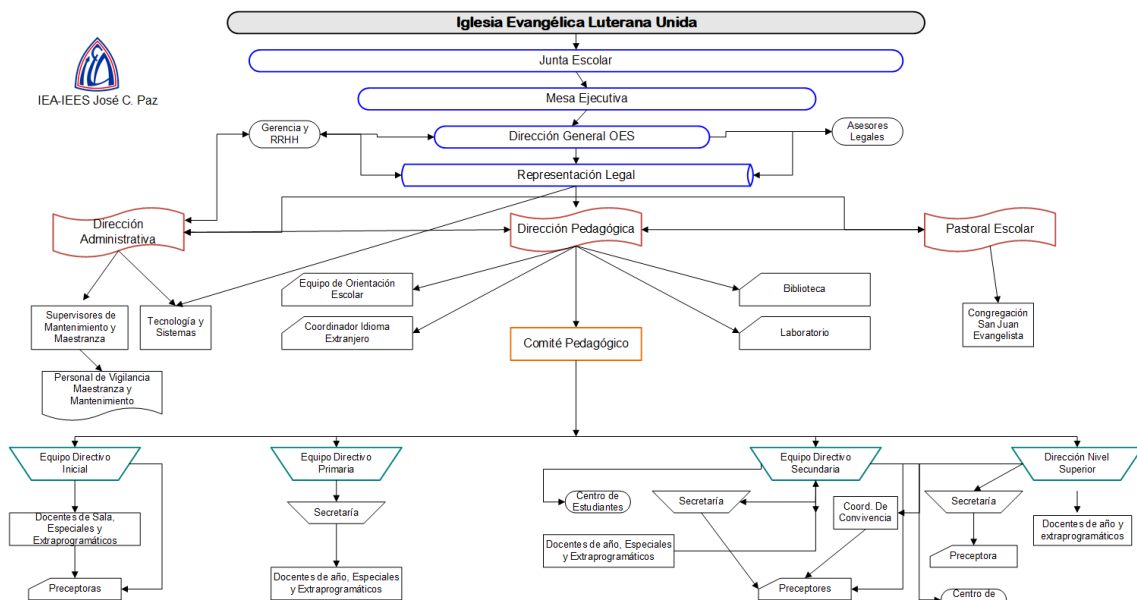 Iglesia Evangélica Luterana Unida
Junta Escolar
IEA-IEES José C. Paz
Mesa Ejecutiva
Gerencia y
RRHH
Dirección General OES
Asesores
Legales
Representación Legal
Dirección
Administrativa
Dirección Pedagógica
Pastoral Escolar
Equipo de Orientación
Escolar
Biblioteca
Supervisores de
Mantenimiento y
Maestranza
Tecnología y
Sistemas
Coordinador Idioma
Extranjero
Comité Pedagógico
Laboratorio
Congregación
San Juan
Evangelista
Personal de Vigilancia
Maestranza y
Mantenimiento
Equipo Directivo
Inicial
Equipo Directivo
Primaria
Equipo Directivo
Secundaria
Dirección Nivel
Superior
Centro de
Estudiantes
Secretaría
Secretaría
Coord. De
Convivencia
Secretaría
Docentes de Sala,
Especiales y
Extraprogramáticos
Docentes de año y
extraprogramáticos
Docentes de año, Especiales
y Extraprogramáticos
Preceptora
Preceptoras
Docentes de año, Especiales
y Extraprogramáticos
Preceptores
Centro de